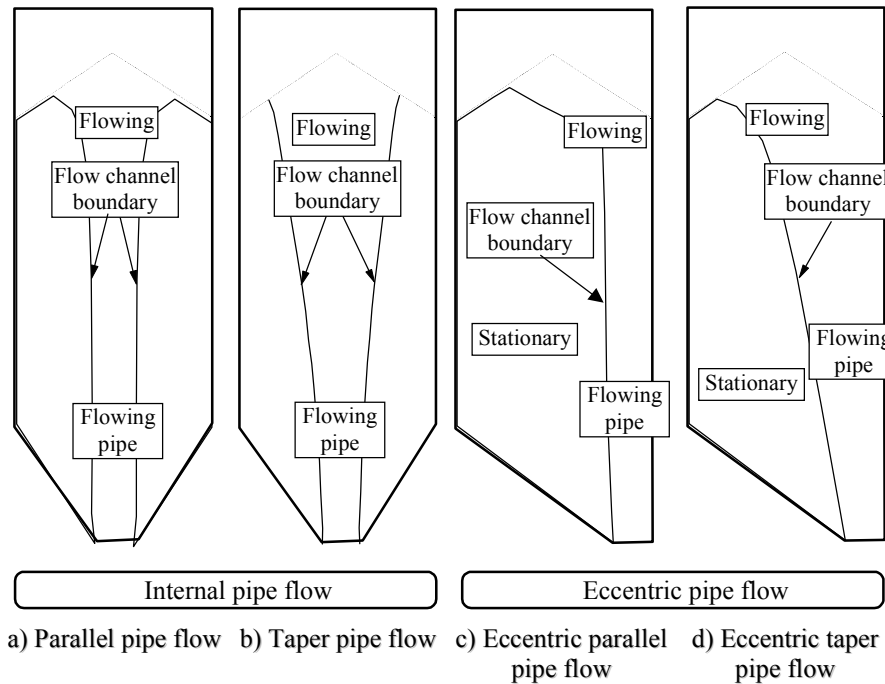 Flowing
Flow channel
boundary
Flowing
pipe
Flowing
Flow channel
boundary
Flowing
pipe
Flowing
Flow channel
boundary
Stationary
Flowing
pipe
Flowing
Flow channel
boundary
Flowing
pipe
Stationary
Internal pipe flow
Eccentric pipe flow
a) Parallel pipe flow
b) Taper pipe flow
c) Eccentric parallel
pipe flow
d) Eccentric taper
pipe flow